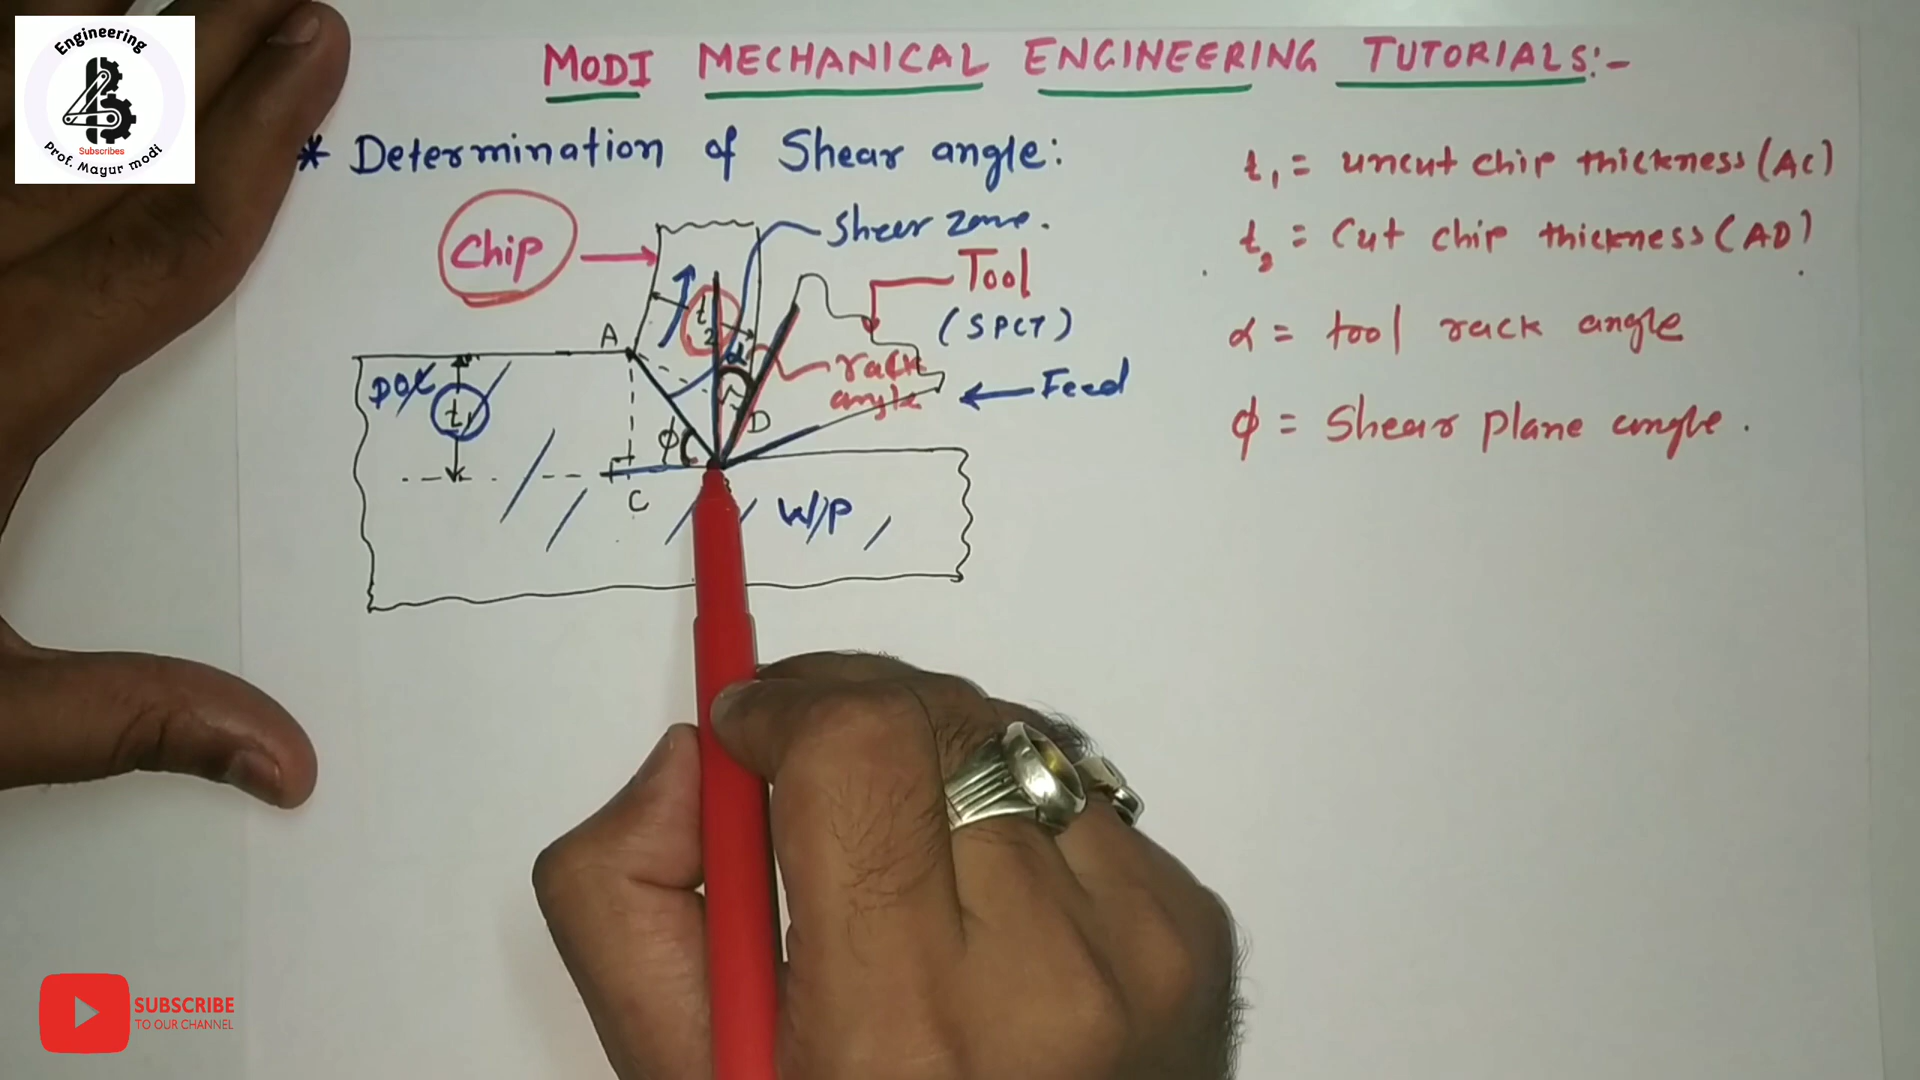 Engineering
Subscribes
Prof. Mayur modi
MODI MECHANICAL ENGINEERING TUTORIALS:-
* Determination of Shear angle:
t1 = uncut chip thickness (AC)
t2 = Cut chip thickness (AD)
α = tool rack angle
φ = Shear plane angle.
Chip
Shear zone.
Tool
(SPCT)
A
t2
α
rack
angle
Feed
DOC
t1
φ
D
C
W/P
SUBSCRIBE
TO OUR CHANNEL